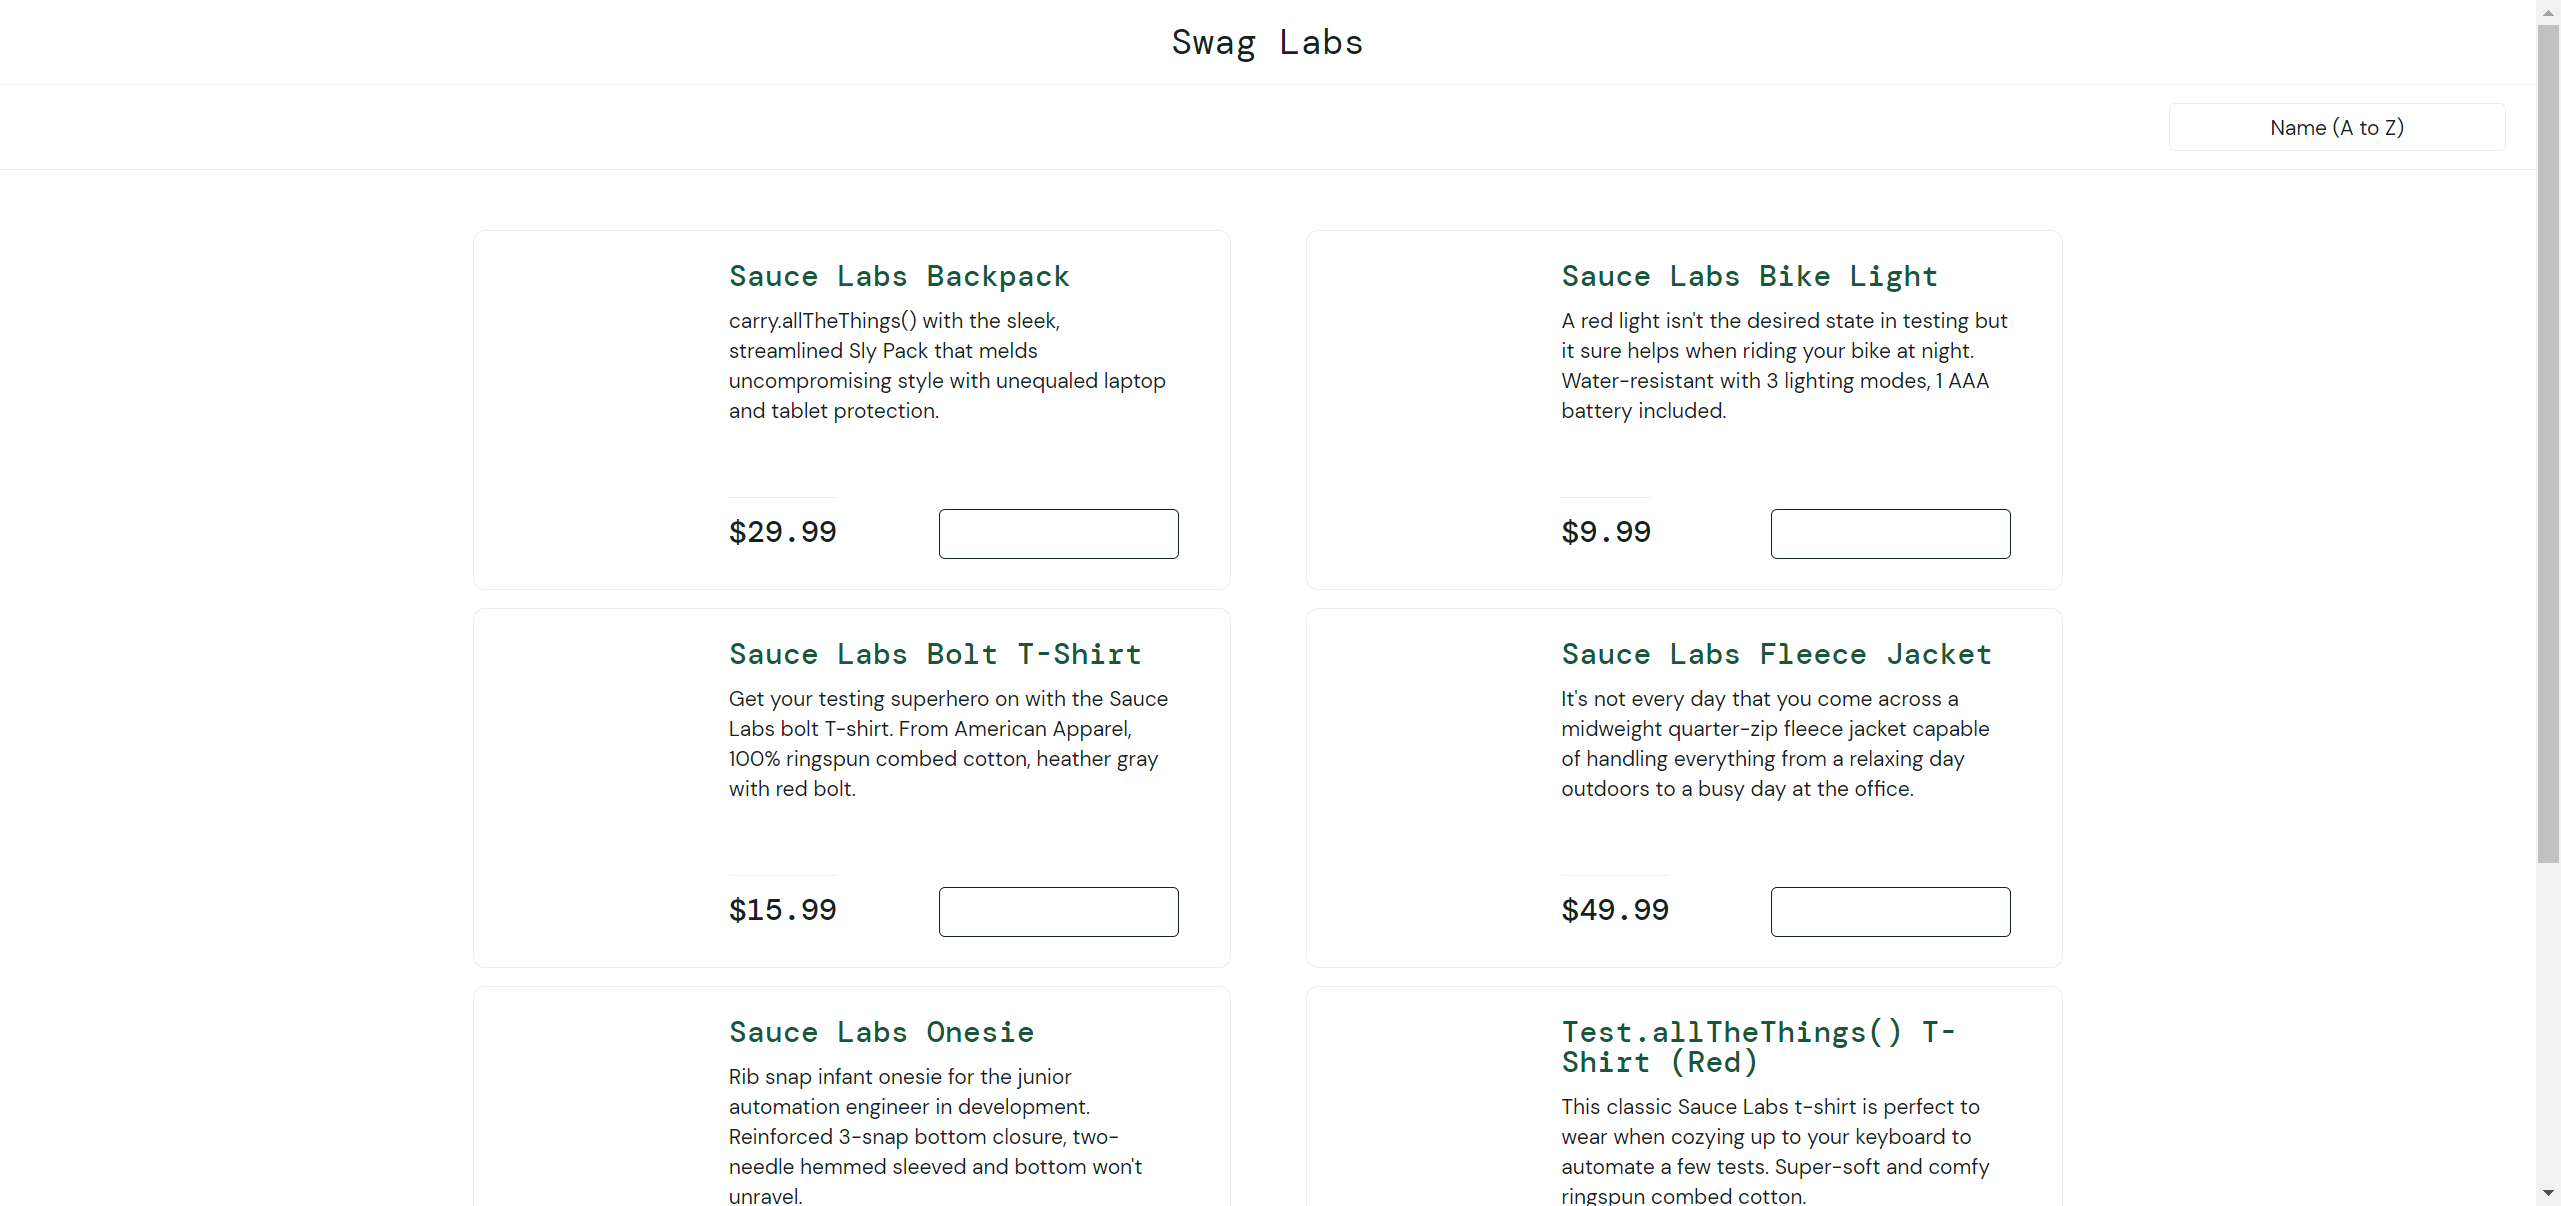 Swag Labs
Name (A to Z)
Sauce Labs Backpack
carry.allTheThings() with the sleek,
streamlined Sly Pack that melds
uncompromising style with unequaled laptop
and tablet protection.
$29.99
Sauce Labs Bike Light
A red light isn't the desired state in testing but
it sure helps when riding your bike at night.
Water-resistant with 3 lighting modes, 1 AAA
battery included.
$9.99
Sauce Labs Bolt T-Shirt
Get your testing superhero on with the Sauce
Labs bolt T-shirt. From American Apparel,
100% ringspun combed cotton, heather gray
with red bolt.
$15.99
Sauce Labs Fleece Jacket
It's not every day that you come across a
midweight quarter-zip fleece jacket capable
of handling everything from a relaxing day
outdoors to a busy day at the office.
$49.99
Sauce Labs Onesie
Rib snap infant onesie for the junior
automation engineer in development.
Reinforced 3-snap bottom closure, two-
needle hemmed sleeved and bottom won't
unravel.
Test.allTheThings() T-
Shirt (Red)
This classic Sauce Labs t-shirt is perfect to
wear when cozying up to your keyboard to
automate a few tests. Super-soft and comfy
ringspun combed cotton.